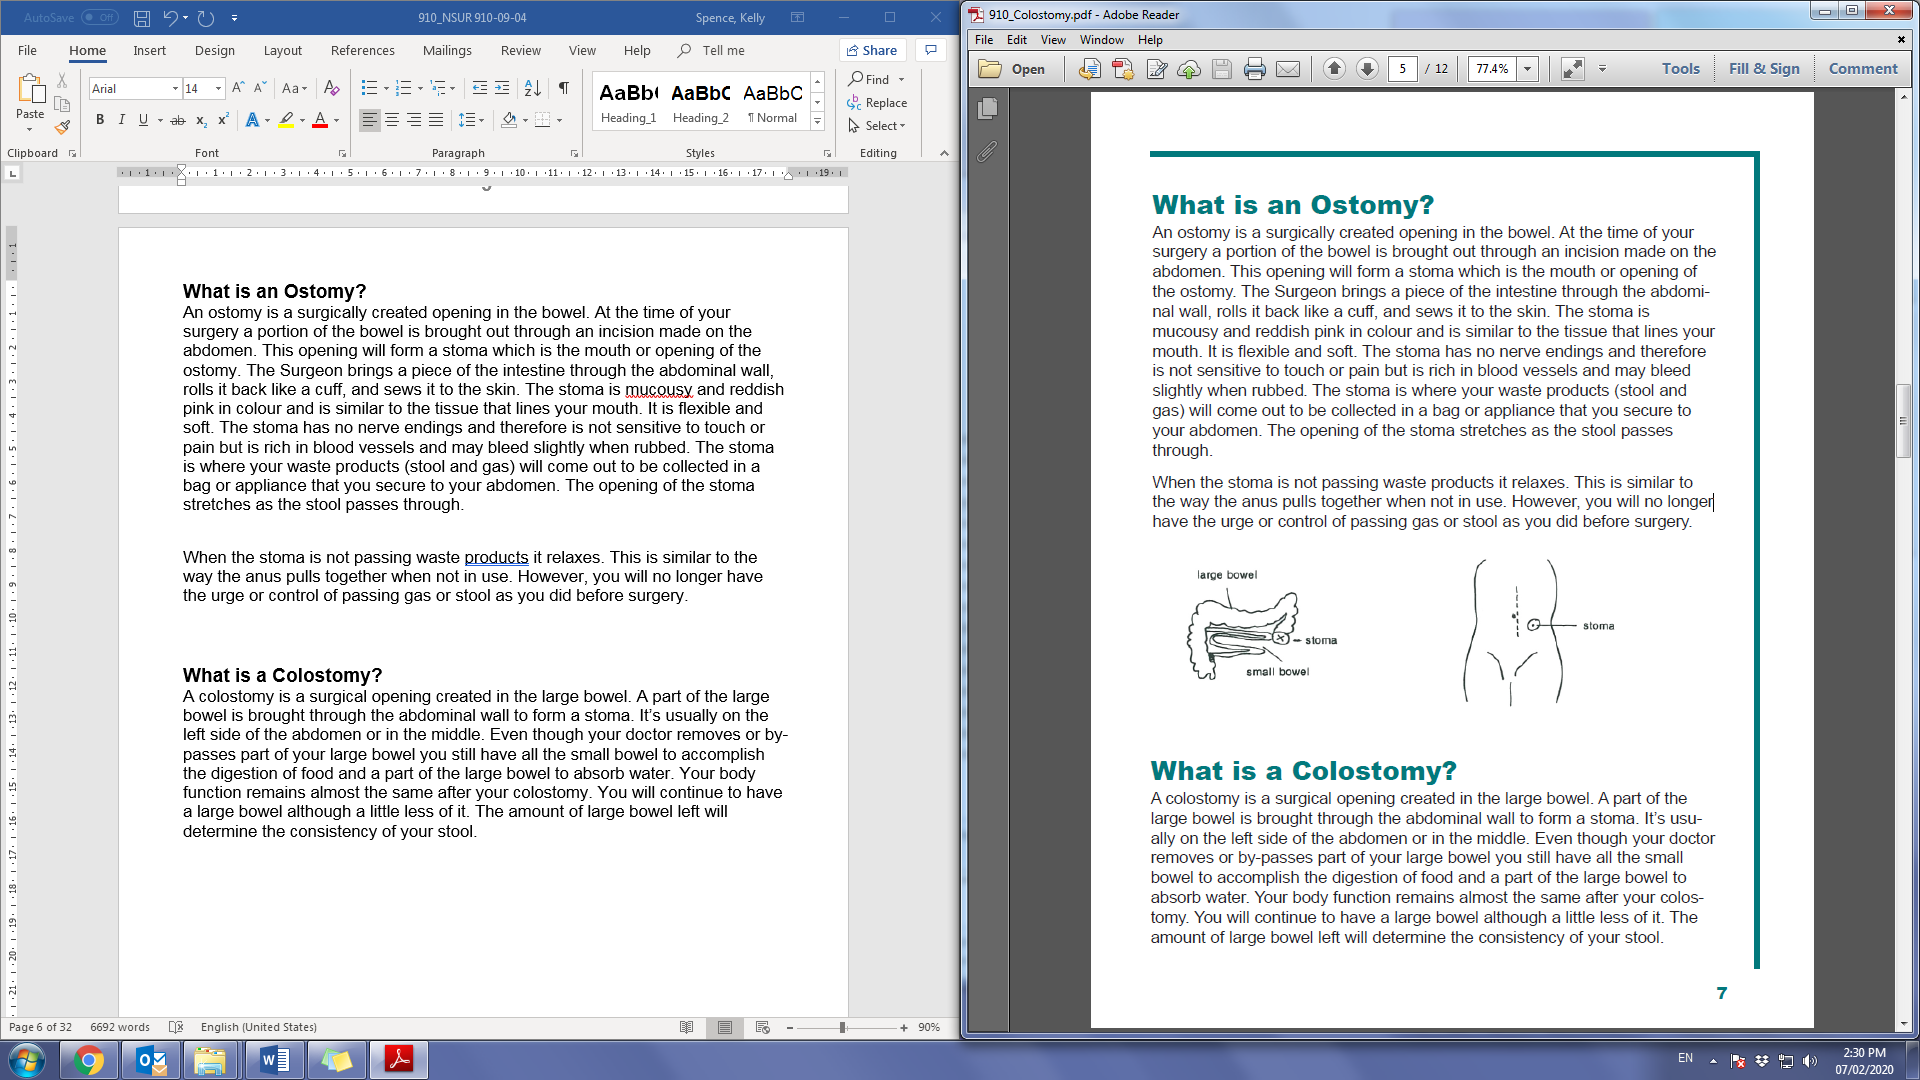 AutoSave Off
910_NSUR 910-09-04
Spence, Kelly
File Home Insert Design Layout References Mailings Review View Help Tell me Share
Paste
Arial 14
Aa
B I U ab x₂ x² A A
AaBbC AaBbC AaBbC
Heading_1 Heading_2 ¶ Normal
Find
Replace
Select
Clipboard Font Paragraph Styles Editing
What is an Ostomy?
An ostomy is a surgically created opening in the bowel. At the time of your
surgery a portion of the bowel is brought out through an incision made on the
abdomen. This opening will form a stoma which is the mouth or opening of the
ostomy. The Surgeon brings a piece of the intestine through the abdominal wall,
rolls it back like a cuff, and sews it to the skin. The stoma is mucousy and reddish
pink in colour and is similar to the tissue that lines your mouth. It is flexible and
soft. The stoma has no nerve endings and therefore is not sensitive to touch or
pain but is rich in blood vessels and may bleed slightly when rubbed. The stoma
is where your waste products (stool and gas) will come out to be collected in a
bag or appliance that you secure to your abdomen. The opening of the stoma
stretches as the stool passes through.
When the stoma is not passing waste products it relaxes. This is similar to the
way the anus pulls together when not in use. However, you will no longer have
the urge or control of passing gas or stool as you did before surgery.
What is a Colostomy?
A colostomy is a surgical opening created in the large bowel. A part of the large
bowel is brought through the abdominal wall to form a stoma. It’s usually on the
left side of the abdomen or in the middle. Even though your doctor removes or by-
passes part of your large bowel you still have all the small bowel to accomplish
the digestion of food and a part of the large bowel to absorb water. Your body
function remains almost the same after your colostomy. You will continue to have
a large bowel although a little less of it. The amount of large bowel left will
determine the consistency of your stool.
Page 6 of 32 6692 words English (United States) 90%
910_Colostomy.pdf - Adobe Reader
File Edit View Window Help
Open 5 / 12 77.4% Tools Fill & Sign Comment
What is an Ostomy?
An ostomy is a surgically created opening in the bowel. At the time of your
surgery a portion of the bowel is brought out through an incision made on the
abdomen. This opening will form a stoma which is the mouth or opening of
the ostomy. The Surgeon brings a piece of the intestine through the abdomi-
nal wall, rolls it back like a cuff, and sews it to the skin. The stoma is
mucousy and reddish pink in colour and is similar to the tissue that lines your
mouth. It is flexible and soft. The stoma has no nerve endings and therefore
is not sensitive to touch or pain but is rich in blood vessels and may bleed
slightly when rubbed. The stoma is where your waste products (stool and
gas) will come out to be collected in a bag or appliance that you secure to
your abdomen. The opening of the stoma stretches as the stool passes
through.
When the stoma is not passing waste products it relaxes. This is similar to
the way the anus pulls together when not in use. However, you will no longer
have the urge or control of passing gas or stool as you did before surgery.
large bowel
stoma
small bowel
stoma
What is a Colostomy?
A colostomy is a surgical opening created in the large bowel. A part of the
large bowel is brought through the abdominal wall to form a stoma. It’s usu-
ally on the left side of the abdomen or in the middle. Even though your doctor
removes or by-passes part of your large bowel you still have all the small
bowel to accomplish the digestion of food and a part of the large bowel to
absorb water. Your body function remains almost the same after your colos-
tomy. You will continue to have a large bowel although a little less of it. The
amount of large bowel left will determine the consistency of your stool.
7
EN
2:30 PM
07/02/2020